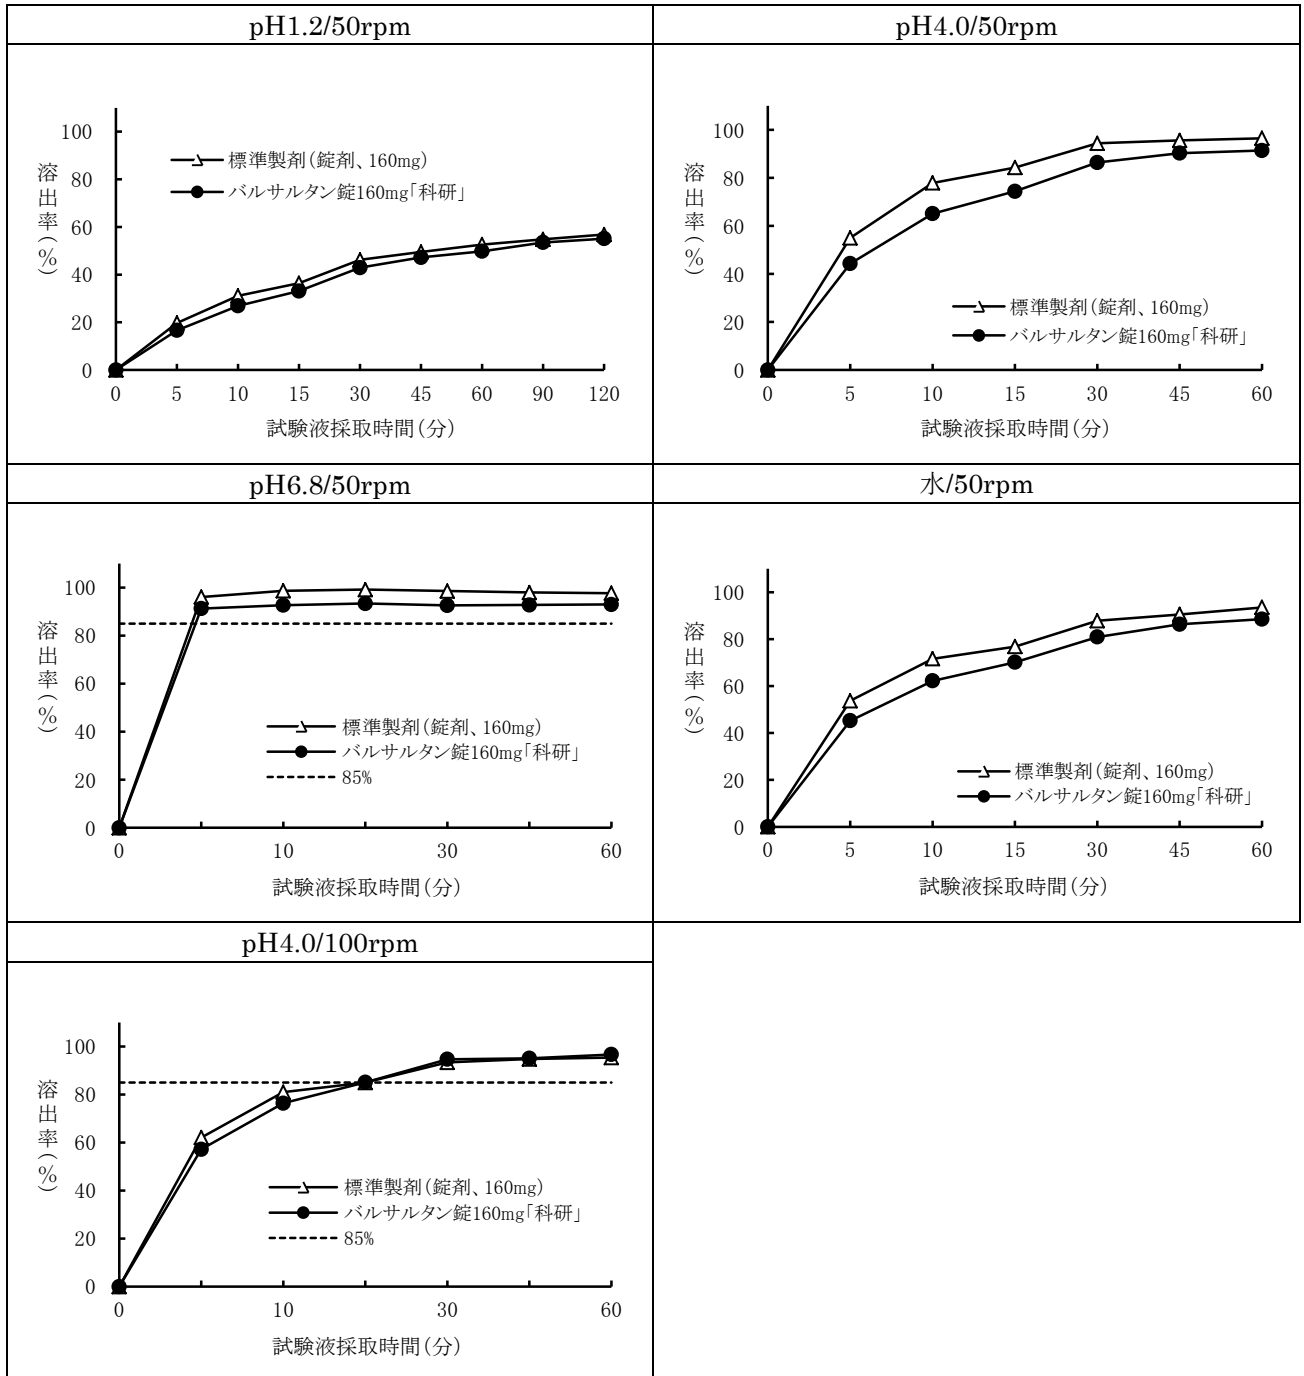 pH1.2/50rpm
100
80
60
40
20
0
溶出率(%)
標準製剤(錠剤、160mg)
バルサルタン錠160mg「科研」
0 5 10 15 30 45 60 90 120
試験液採取時間(分)
pH4.0/50rpm
100
80
60
40
20
0
溶出率(%)
標準製剤(錠剤、160mg)
バルサルタン錠160mg「科研」
0 5 10 15 30 45 60
試験液採取時間(分)
pH6.8/50rpm
100
80
60
40
20
0
溶出率(%)
標準製剤(錠剤、160mg)
バルサルタン錠160mg「科研」
85%
0 10 30 60
試験液採取時間(分)
水/50rpm
100
80
60
40
20
0
溶出率(%)
標準製剤(錠剤、160mg)
バルサルタン錠160mg「科研」
0 5 10 15 30 45 60
試験液採取時間(分)
pH4.0/100rpm
100
80
60
40
20
0
溶出率(%)
標準製剤(錠剤、160mg)
バルサルタン錠160mg「科研」
85%
0 10 30 60
試験液採取時間(分)